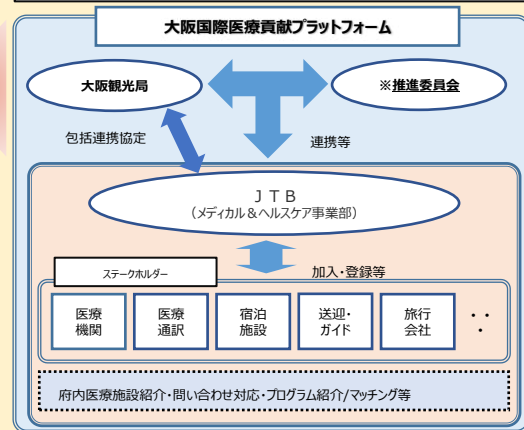 大阪国際医療貢献プラットフォーム
大阪観光局
※推進委員会
包括連携協定
連携等
ＪＴＢ
（メディカル＆ヘルスケア事業部）
ステークホルダー
加入・登録等
医療
機関
医療
通訳
宿泊
施設
送迎・
ガイド
旅行
会社
・・
・
府内医療施設紹介・問い合わせ対応・プログラム紹介/マッチング等